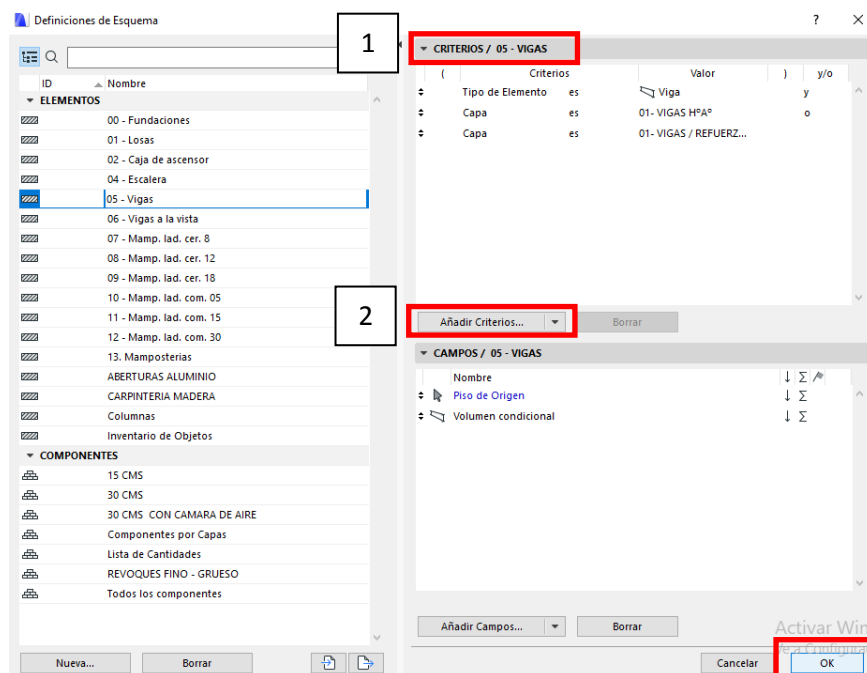 Definiciones de Esquema
? ×
1
2
ID Nombre
ELEMENTOS
00 - Fundaciones
01 - Losas
02 - Caja de ascensor
04 - Escalera
05 - Vigas
06 - Vigas a la vista
07 - Mamp. lad. cer. 8
08 - Mamp. lad. cer. 12
09 - Mamp. lad. cer. 18
10 - Mamp. lad. com. 05
11 - Mamp. lad. com. 15
12 - Mamp. lad. com. 30
13. Mamposterias
ABERTURAS ALUMINIO
CARPINTERIA MADERA
Columnas
Inventario de Objetos
COMPONENTES
15 CMS
30 CMS
30 CMS CON CAMARA DE AIRE
Componentes por Capas
Lista de Cantidades
REVOQUES FINO - GRUESO
Todos los componentes
Nueva... Borrar
CRITERIOS / 05 - VIGAS
( Criterios Valor ) y/o
Tipo de Elemento es Viga y
Capa es 01- VIGAS HºAº o
Capa es 01- VIGAS / REFUERZ...
Añadir Criterios... Borrar
CAMPOS / 05 - VIGAS
Nombre ↓ Σ
Piso de Origen ↓ Σ
Volumen condicional ↓ Σ
Añadir Campos... Borrar
Activar Win
Cancelar OK